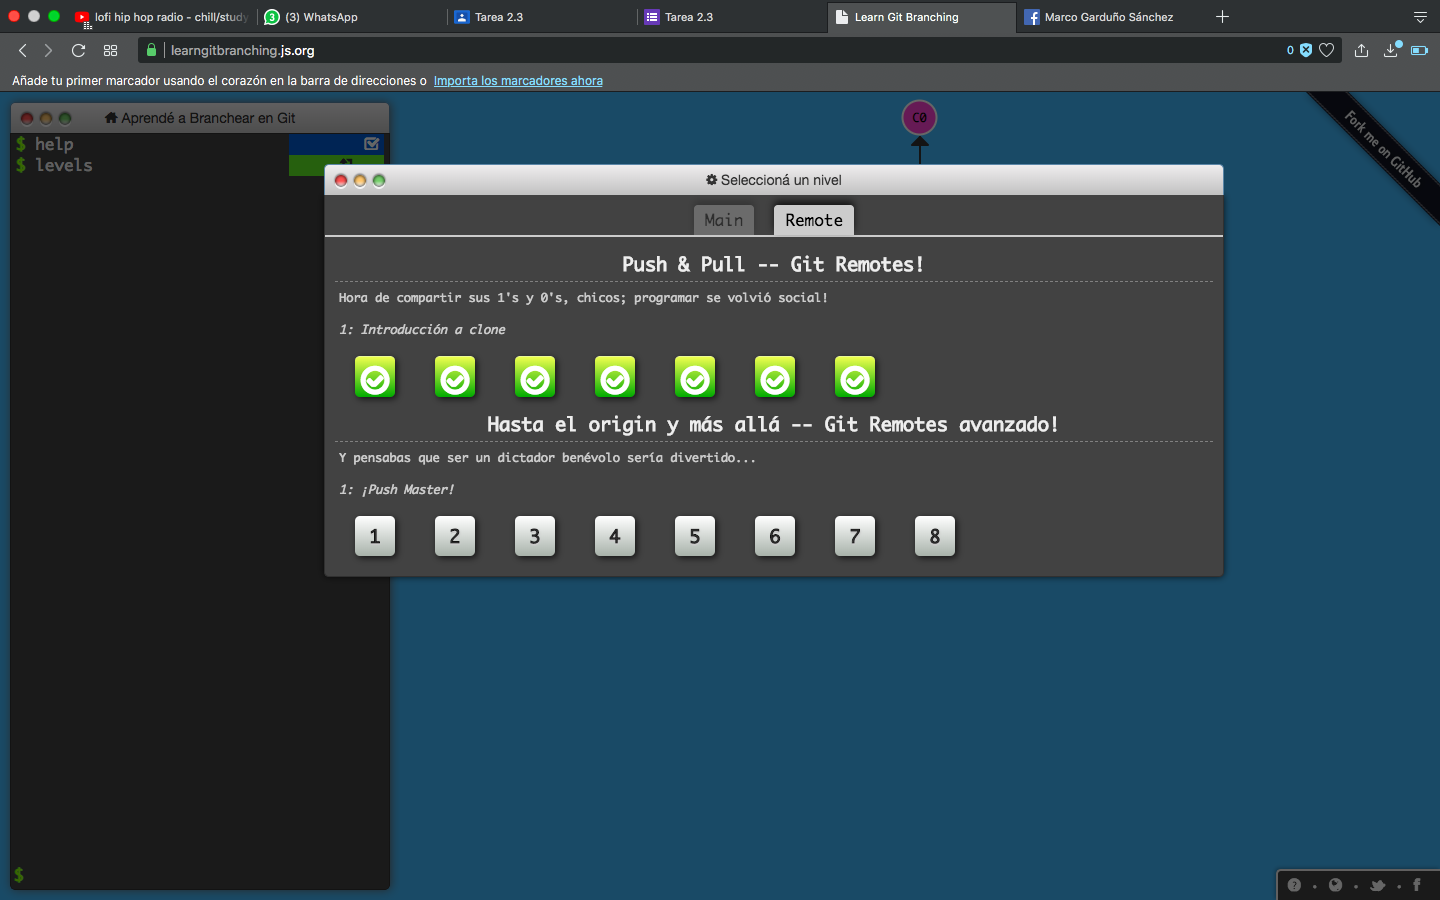 lofi hip hop radio - chill/study
3 (3) WhatsApp
Tarea 2.3
Tarea 2.3
Learn Git Branching
Marco Garduño Sánchez
learngitbranching.js.org
0
Añade tu primer marcador usando el corazón en la barra de direcciones o Importa los marcadores ahora
Aprendé a Branchear en Git
$ help
$ levels
C0
Fork me on GitHub
Seleccioná un nivel
Main
Remote
Push & Pull -- Git Remotes!
Hora de compartir sus 1's y 0's, chicos; programar se volvió social!
1: Introducción a clone
Hasta el origin y más allá -- Git Remotes avanzado!
Y pensabas que ser un dictador benévolo sería divertido...
1: ¡Push Master!
1 2 3 4 5 6 7 8
$